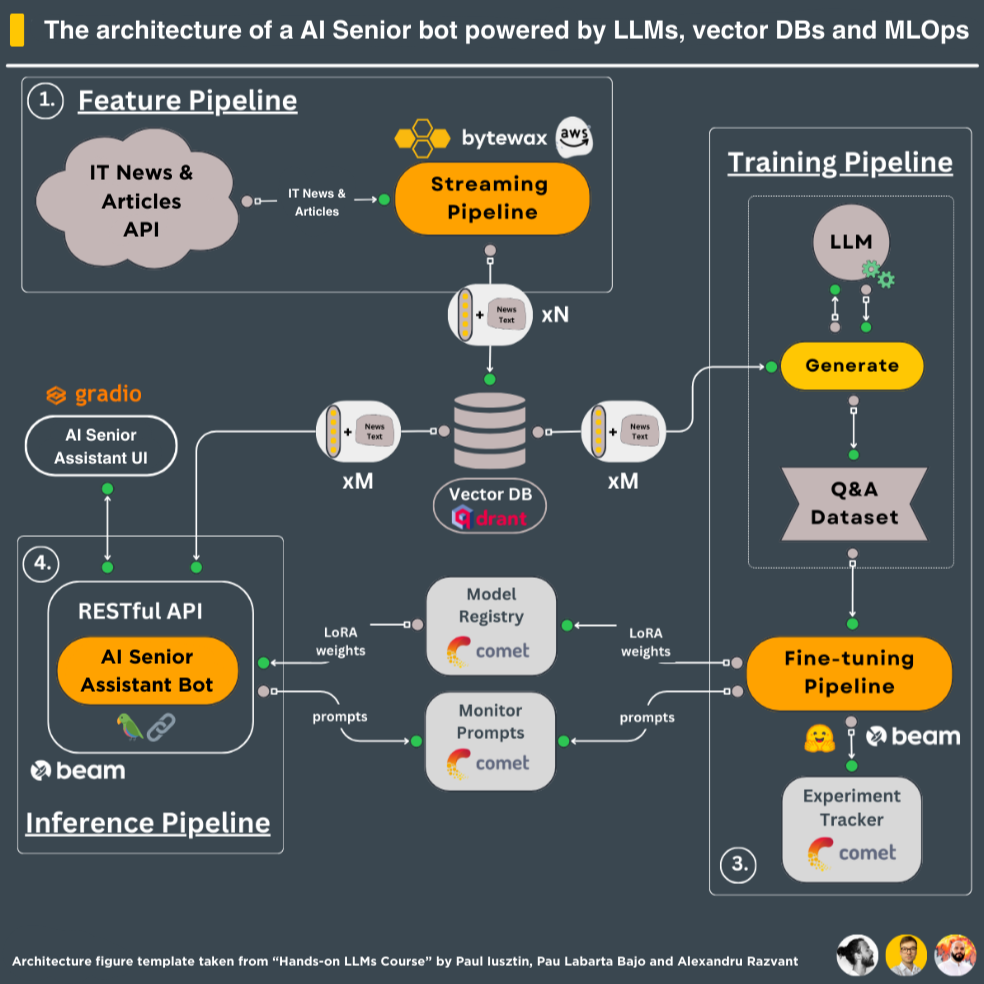 The architecture of a AI Senior bot powered by LLMs, vector DBs and MLOps
1.
Feature Pipeline
IT News &
Articles
API
IT News &
Articles
bytewax
aws
Streaming
Pipeline
Training Pipeline
LLM
+
News
Text
xN
Generate
gradio
AI Senior
Assistant UI
+
News
Text
xM
+
News
Text
xM
Vector DB
qdrant
Q&A
Dataset
4.
RESTful API
AI Senior
Assistant Bot
beam
Inference Pipeline
LoRA
weights
Model
Registry
comet
LoRA
weights
prompts
Monitor
Prompts
comet
prompts
Fine-tuning
Pipeline
beam
Experiment
Tracker
comet
3.
Architecture figure template taken from “Hands-on LLMs Course” by Paul Iusztin, Pau Labarta Bajo and Alexandru Razvant